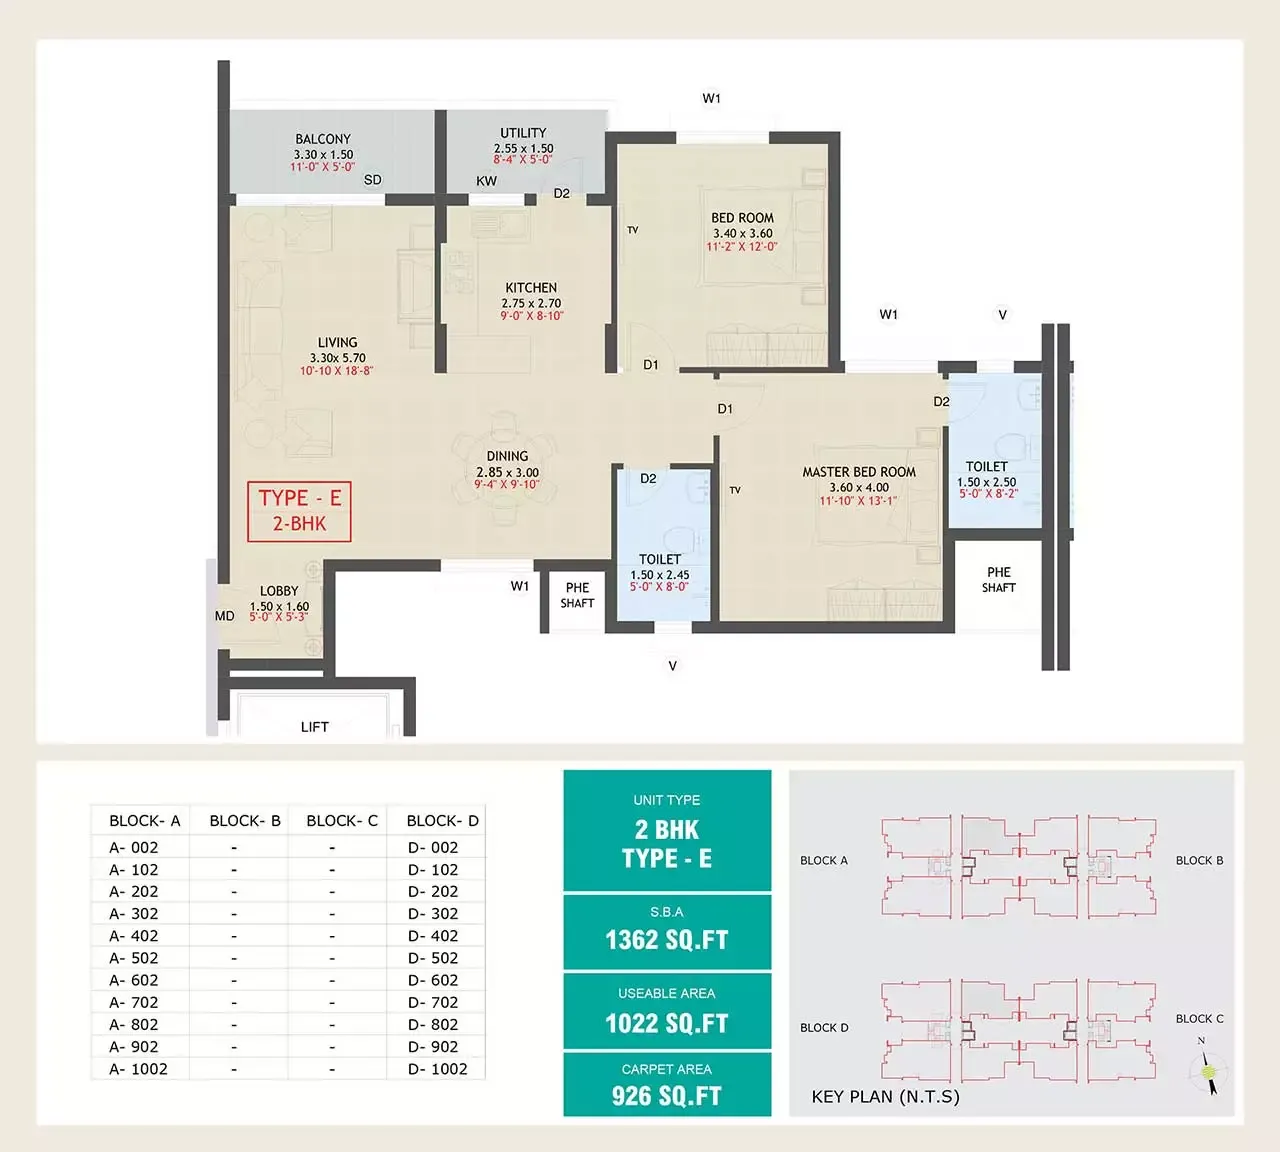 W1
BALCONY
3.30 x 1.50
11'-0" X 5'-0"
SD
UTILITY
2.55 x 1.50
8'-4" X 5'-0"
KW
D2
BED ROOM
3.40 x 3.60
11'-2" X 12'-0"
TV
KITCHEN
2.75 x 2.70
9'-0" X 8-10"
W1
V
LIVING
3.30x 5.70
10'-10 X 18'-8"
D1
D1
D2
DINING
2.85 x 3.00
9'-4" X 9'-10"
D2
MASTER BED ROOM
3.60 x 4.00
11'-10" X 13'-1"
TV
TOILET
1.50 x 2.50
5'-0" X 8'-2"
TYPE - E
2-BHK
TOILET
1.50 x 2.45
5'-0" X 8'-0"
LOBBY
1.50 x 1.60
5'-0" X 5'-3"
MD
W1
PHE
SHAFT
PHE
SHAFT
V
LIFT
BLOCK- A BLOCK- B BLOCK- C BLOCK- D
A- 002 - - D- 002
A- 102 - - D- 102
A- 202 - - D- 202
A- 302 - - D- 302
A- 402 - - D- 402
A- 502 - - D- 502
A- 602 - - D- 602
A- 702 - - D- 702
A- 802 - - D- 802
A- 902 - - D- 902
A- 1002 - - D- 1002
UNIT TYPE
2 BHK
TYPE - E
S.B.A
1362 SQ.FT
USEABLE AREA
1022 SQ.FT
CARPET AREA
926 SQ.FT
BLOCK A
BLOCK B
BLOCK D
BLOCK C
N
KEY PLAN (N.T.S)